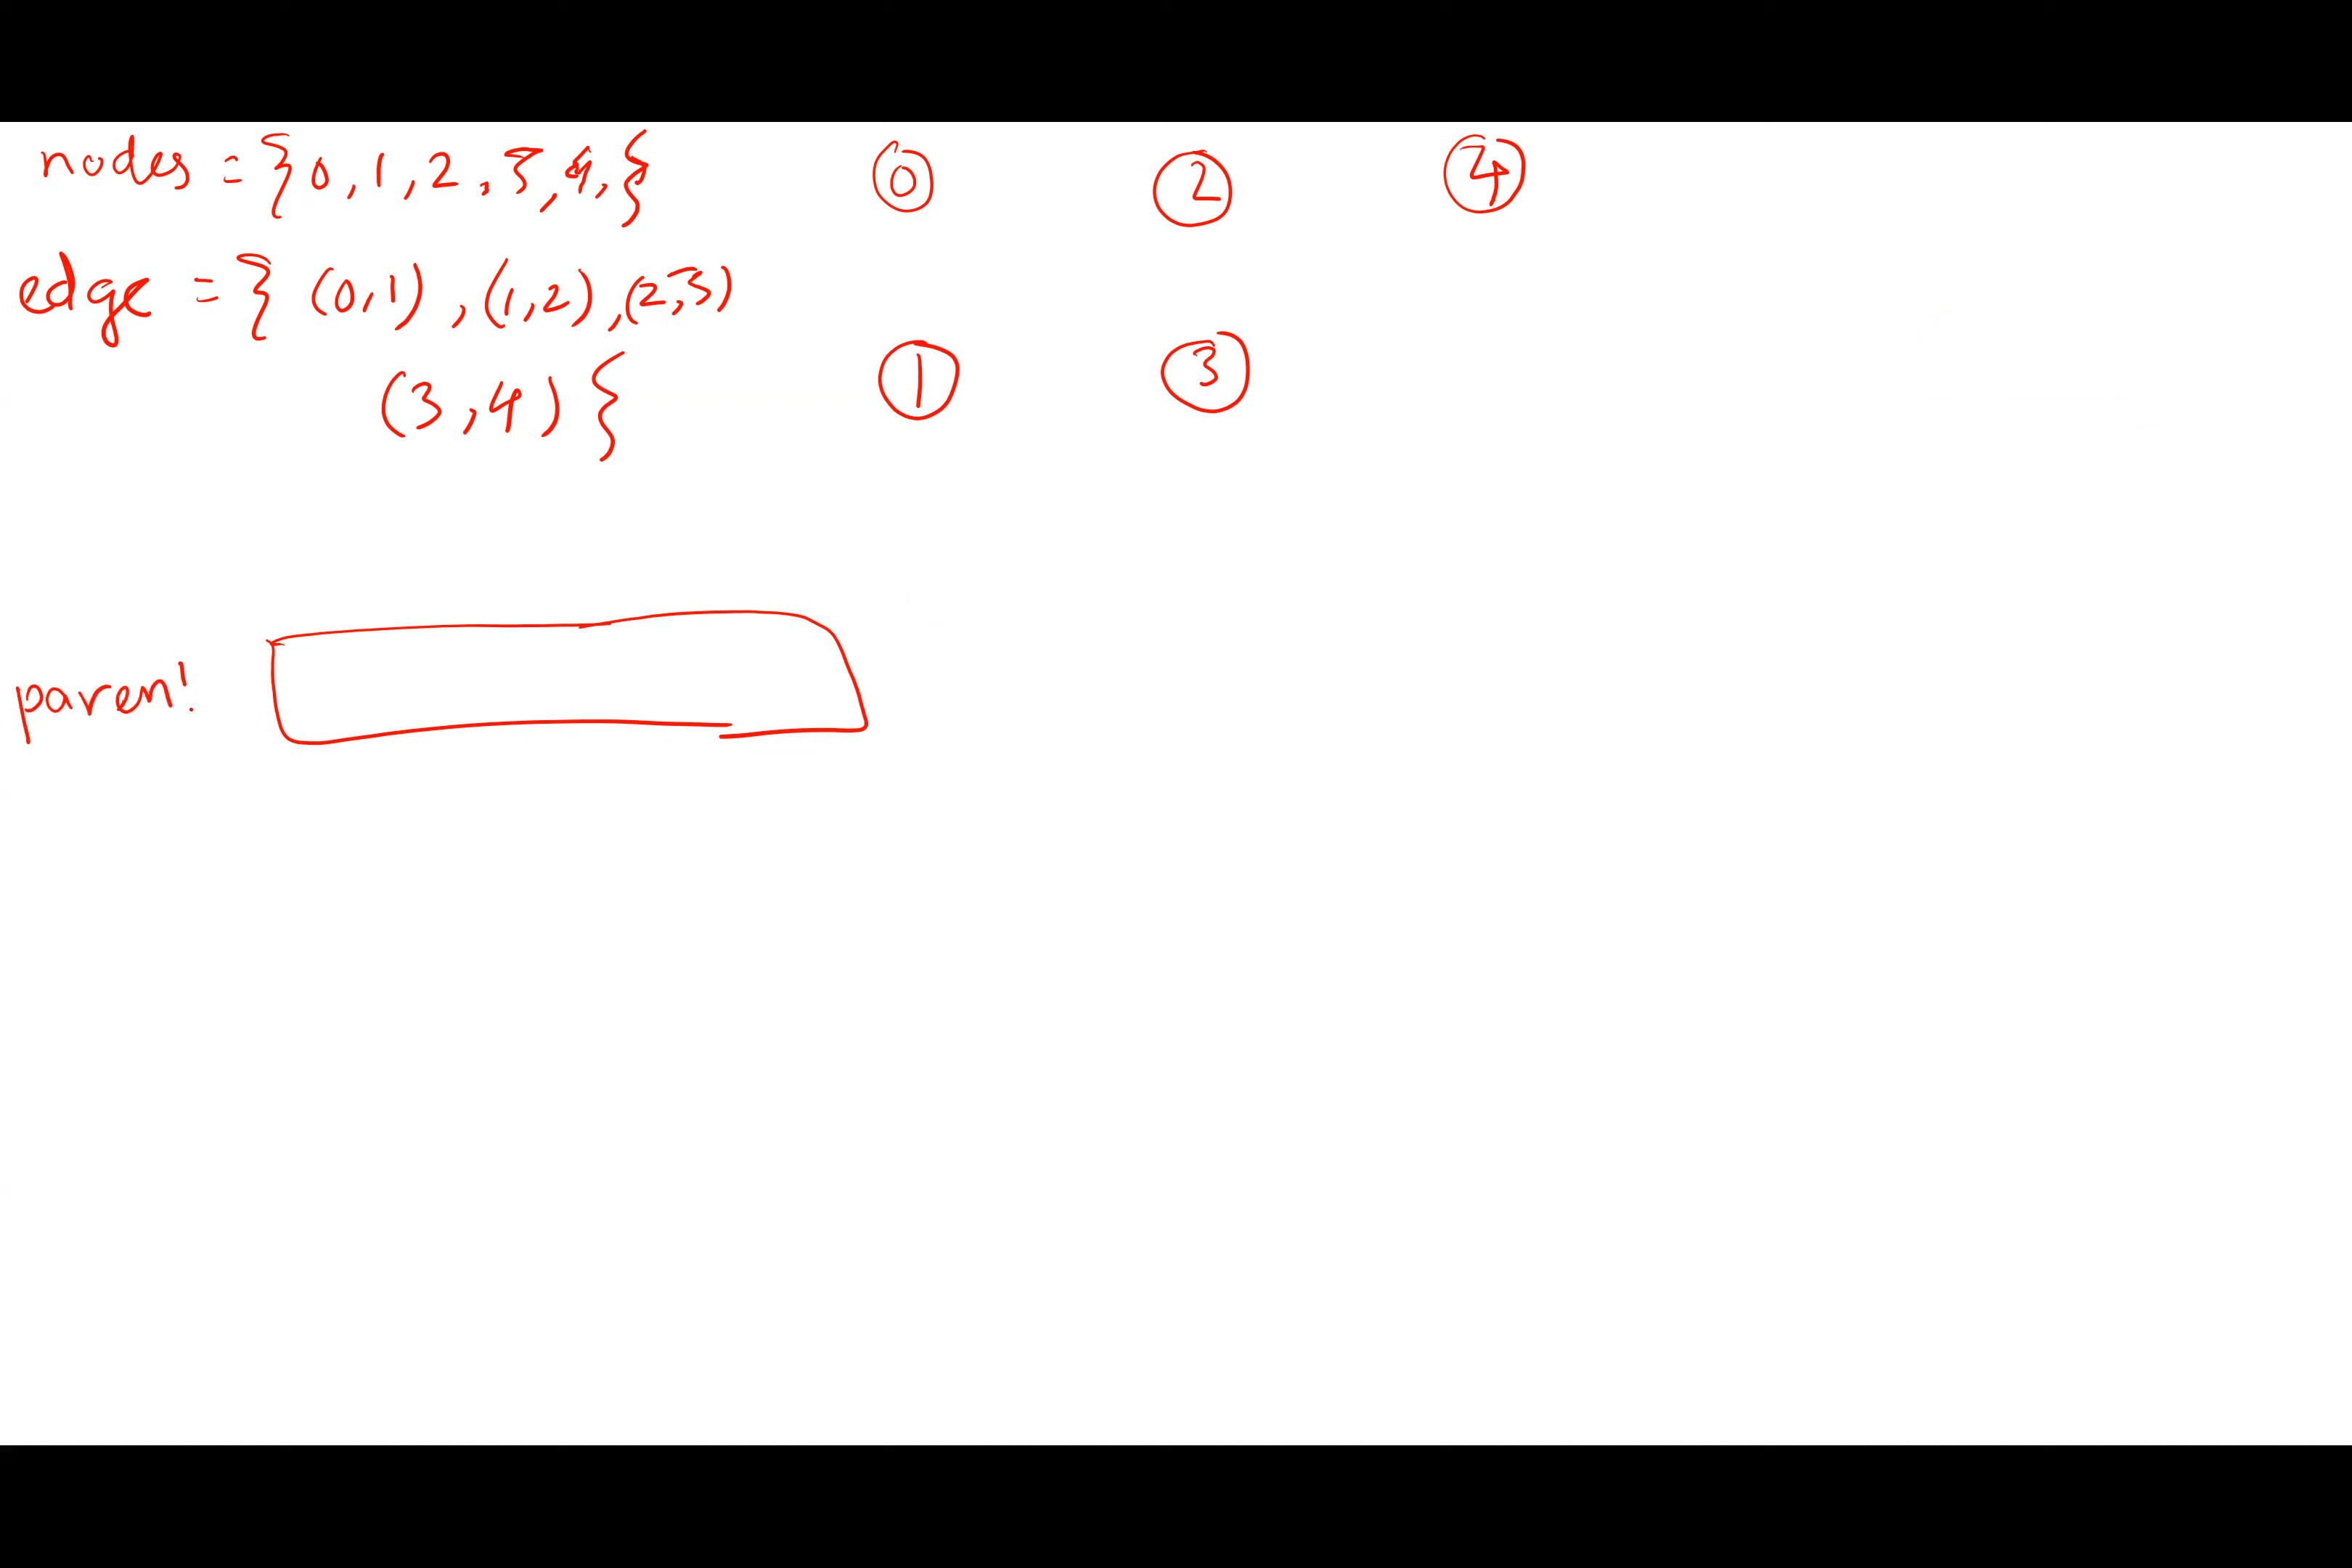 nodes = { 0, 1, 2, 3, 4, }
edge = { (0,1), (1,2), (2,3)
(3,4) }
0 2 4
1 3
paren!